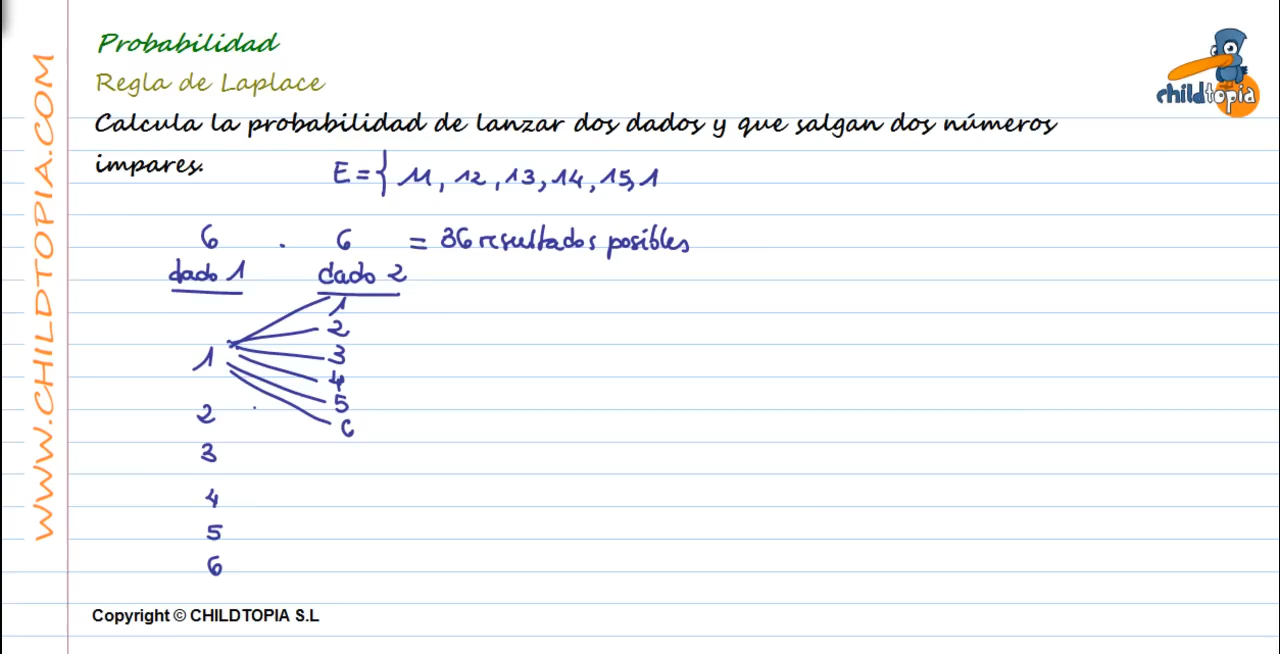 Probabilidad
Regla de Laplace
childtopia
Calcula la probabilidad de lanzar dos dados y que salgan dos números
impares.
E = { 11, 12, 13, 14, 15, 1
6 . 6 = 36 resultados posibles
dado 1 dado 2
1
2
3
4
5
6
1
2
3
4
5
6
WWW.CHILDTOPIA.COM
Copyright © CHILDTOPIA S.L